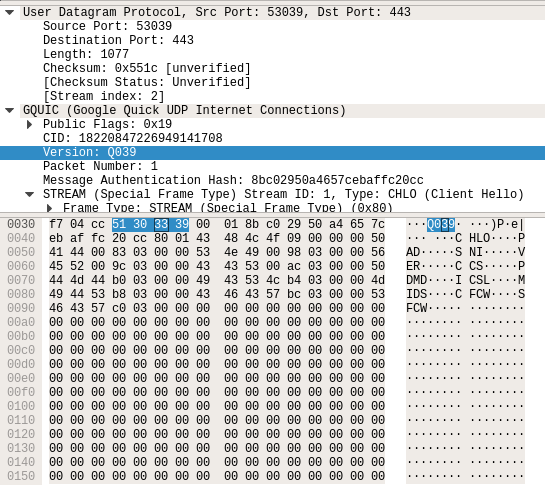 User Datagram Protocol, Src Port: 53039, Dst Port: 443
Source Port: 53039
Destination Port: 443
Length: 1077
Checksum: 0x551c [unverified]
[Checksum Status: Unverified]
[Stream index: 2]
GQUIC (Google Quick UDP Internet Connections)
Public Flags: 0x19
CID: 18220847226949141708
Version: Q039
Packet Number: 1
Message Authentication Hash: 8bc02950a4657cebaffc20cc
STREAM (Special Frame Type) Stream ID: 1, Type: CHLO (Client Hello)
Frame Type: STREAM (Special Frame Type) (0x80)
0030 f7 04 cc 51 30 33 39 00 01 8b c0 29 50 a4 65 7c ···Q039· ···)P·e|
0040 eb af fc 20 cc 80 01 43 48 4c 4f 09 00 00 00 50 ··· ···C HLO····P
0050 41 44 00 83 03 00 00 53 4e 49 00 98 03 00 00 56 AD·····S NI·····V
0060 45 52 00 9c 03 00 00 43 43 53 00 ac 03 00 00 50 ER·····C CS·····P
0070 44 4d 44 b0 03 00 00 49 43 53 4c b4 03 00 00 4d DMD····I CSL····M
0080 49 44 53 b8 03 00 00 43 46 43 57 bc 03 00 00 53 IDS····C FCW····S
0090 46 43 57 c0 03 00 00 00 00 00 00 00 00 00 00 00 FCW····· ········
00a0 00 00 00 00 00 00 00 00 00 00 00 00 00 00 00 00 ········ ········
00b0 00 00 00 00 00 00 00 00 00 00 00 00 00 00 00 00 ········ ········
00c0 00 00 00 00 00 00 00 00 00 00 00 00 00 00 00 00 ········ ········
00d0 00 00 00 00 00 00 00 00 00 00 00 00 00 00 00 00 ········ ········
00e0 00 00 00 00 00 00 00 00 00 00 00 00 00 00 00 00 ········ ········
00f0 00 00 00 00 00 00 00 00 00 00 00 00 00 00 00 00 ········ ········
0100 00 00 00 00 00 00 00 00 00 00 00 00 00 00 00 00 ········ ········
0110 00 00 00 00 00 00 00 00 00 00 00 00 00 00 00 00 ········ ········
0120 00 00 00 00 00 00 00 00 00 00 00 00 00 00 00 00 ········ ········
0130 00 00 00 00 00 00 00 00 00 00 00 00 00 00 00 00 ········ ········
0140 00 00 00 00 00 00 00 00 00 00 00 00 00 00 00 00 ········ ········
0150 00 00 00 00 00 00 00 00 00 00 00 00 00 00 00 00 ········ ········